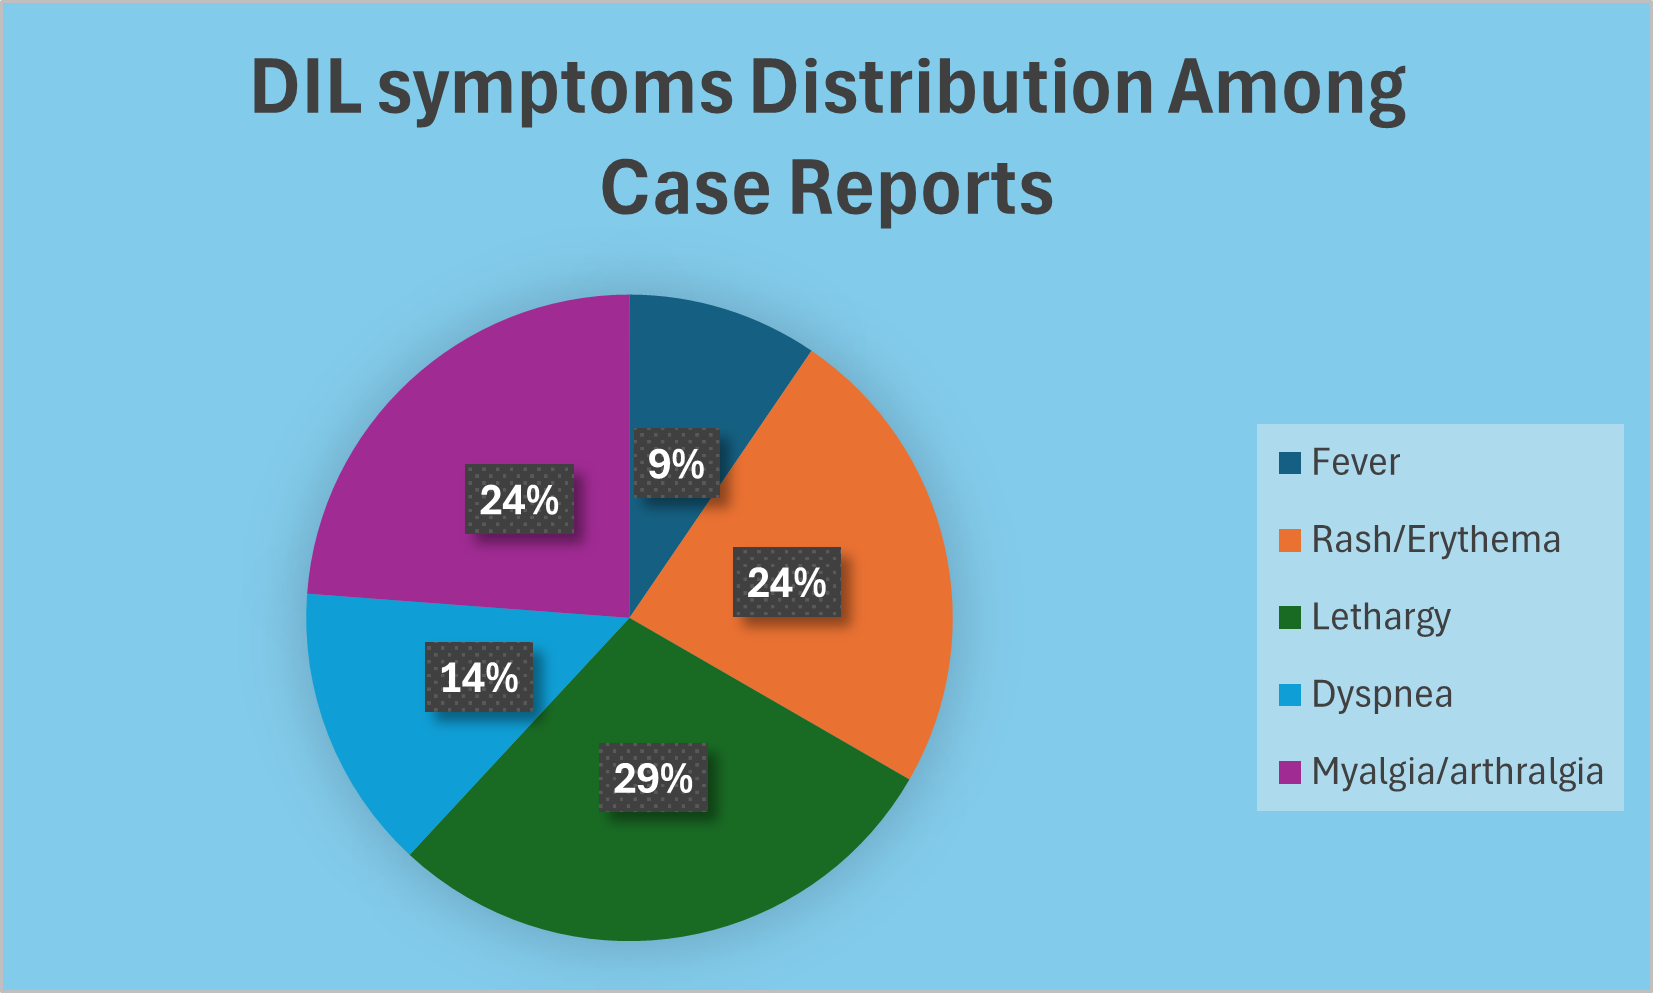 DIL symptoms Distribution Among
Case Reports
9%
24%
24%
14%
29%
Fever
Rash/Erythema
Lethargy
Dyspnea
Myalgia/arthralgia